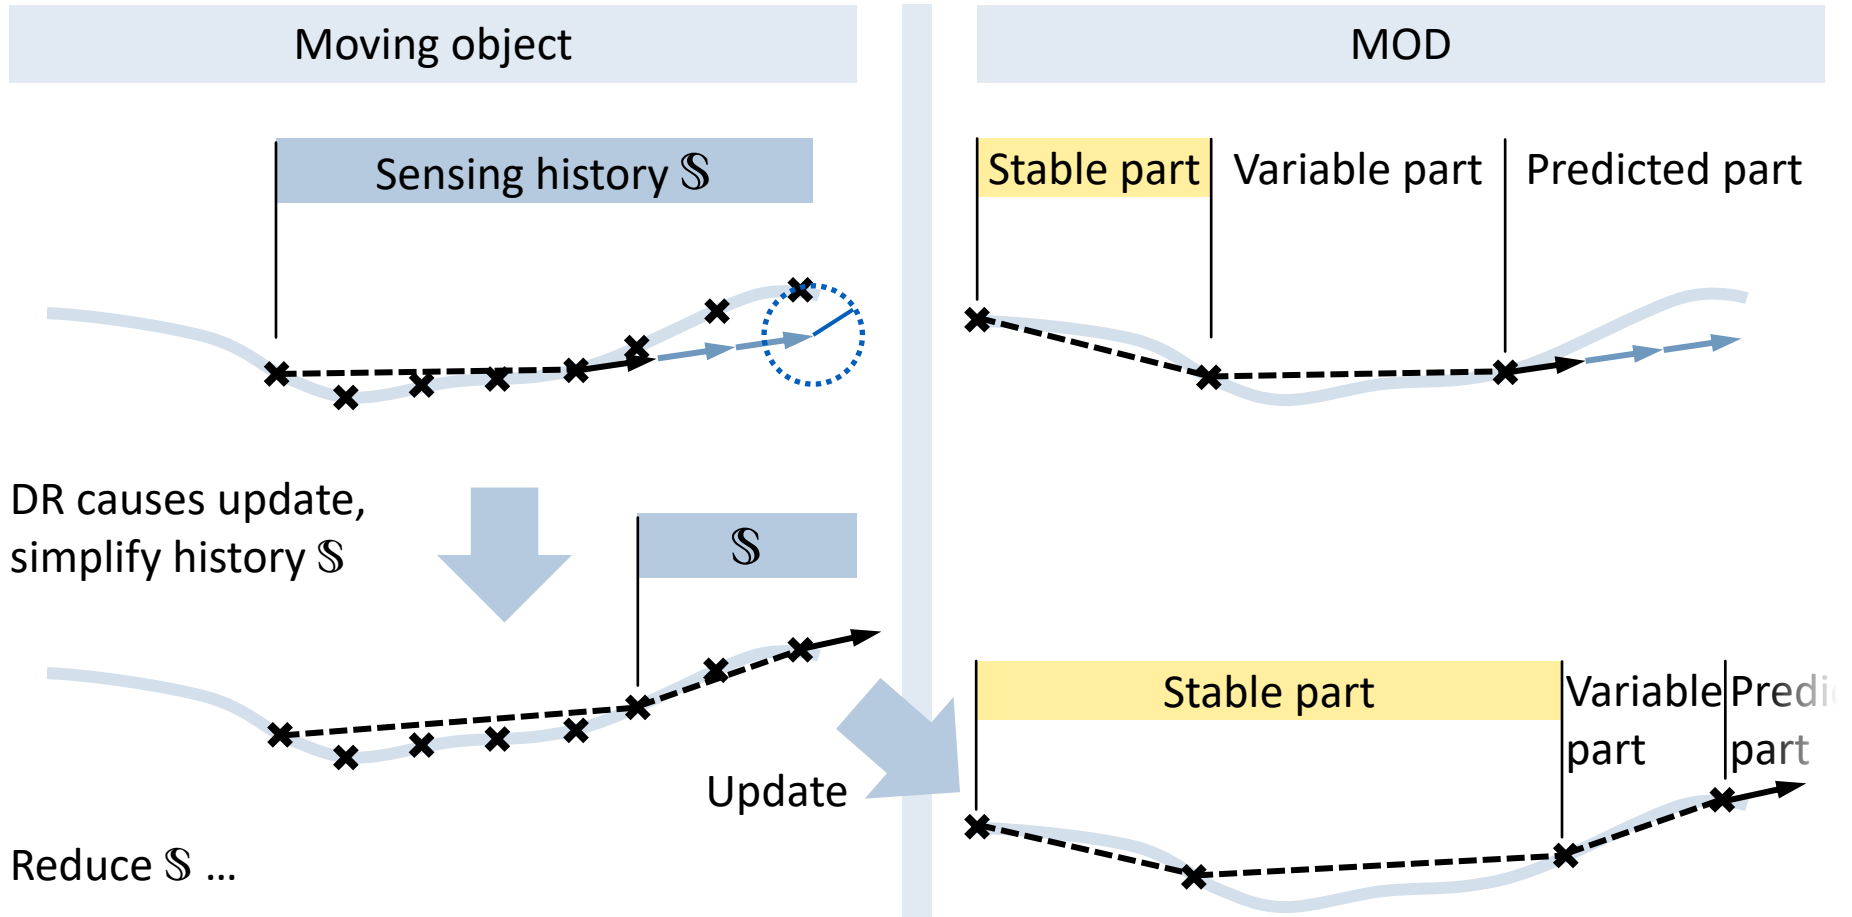 Moving object
MOD
Sensing history 𝕊
Stable part
Variable part
Predicted part
DR causes update,
simplify history 𝕊
𝕊
Update
Stable part
Variable
part
Predi
part
Reduce 𝕊 ...